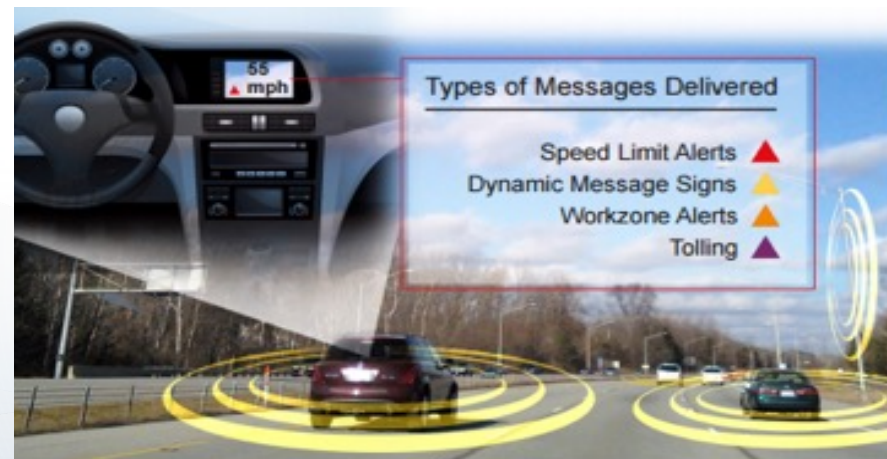 55
mph
Types of Messages Delivered
Speed Limit Alerts
Dynamic Message Signs
Workzone Alerts
Tolling